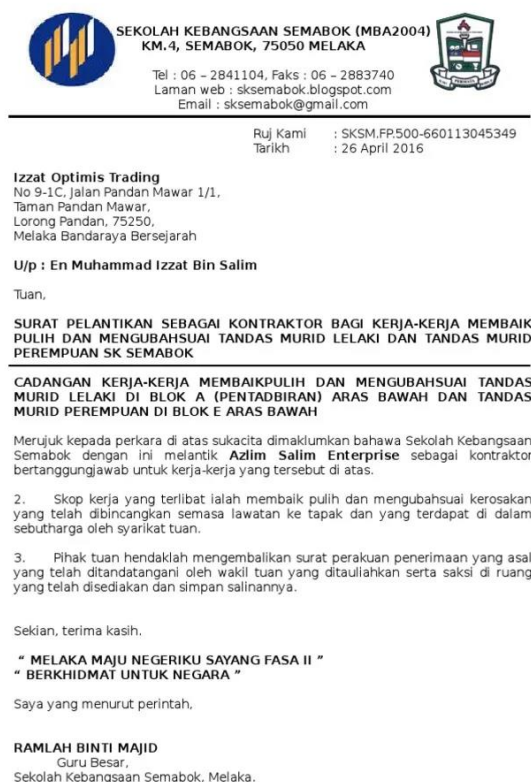 SEKOLAH KEBANGSAAN SEMABOK (MBA2004)
KM.4, SEMABOK, 75050 MELAKA
Tel : 06 – 2841104, Faks : 06 – 2883740
Laman web : sksemabok.blogspot.com
Email : sksemabok@gmail.com
Ruj Kami : SKSM.FP.500-660113045349
Tarikh : 26 April 2016
Izzat Optimis Trading
No 9-1C, Jalan Pandan Mawar 1/1,
Taman Pandan Mawar,
Lorong Pandan, 75250,
Melaka Bandaraya Bersejarah
U/p : En Muhammad Izzat Bin Salim
Tuan,
SURAT PELANTIKAN SEBAGAI KONTRAKTOR BAGI KERJA-KERJA MEMBAIK
PULIH DAN MENGUBAHSUAI TANDAS MURID LELAKI DAN TANDAS MURID
PEREMPUAN SK SEMABOK
CADANGAN KERJA-KERJA MEMBAIKPULIH DAN MENGUBAHSUAI TANDAS
MURID LELAKI DI BLOK A (PENTADBIRAN) ARAS BAWAH DAN TANDAS
MURID PEREMPUAN DI BLOK E ARAS BAWAH
Merujuk kepada perkara di atas sukacita dimaklumkan bahawa Sekolah Kebangsaan
Semabok dengan ini melantik Azlim Salim Enterprise sebagai kontraktor
bertanggungjawab untuk kerja-kerja yang tersebut di atas.
2. Skop kerja yang terlibat ialah membaik pulih dan mengubahsuai kerosakan
yang telah dibincangkan semasa lawatan ke tapak dan yang terdapat di dalam
sebutharga oleh syarikat tuan.
3. Pihak tuan hendaklah mengembalikan surat perakuan penerimaan yang asal
yang telah ditandatangani oleh wakil tuan yang ditauliahkan serta saksi di ruang
yang telah disediakan dan simpan salinannya.
Sekian, terima kasih.
“ MELAKA MAJU NEGERIKU SAYANG FASA II ”
“ BERKHIDMAT UNTUK NEGARA ”
Saya yang menurut perintah,
RAMLAH BINTI MAJID
Guru Besar,
Sekolah Kebangsaan Semabok, Melaka.